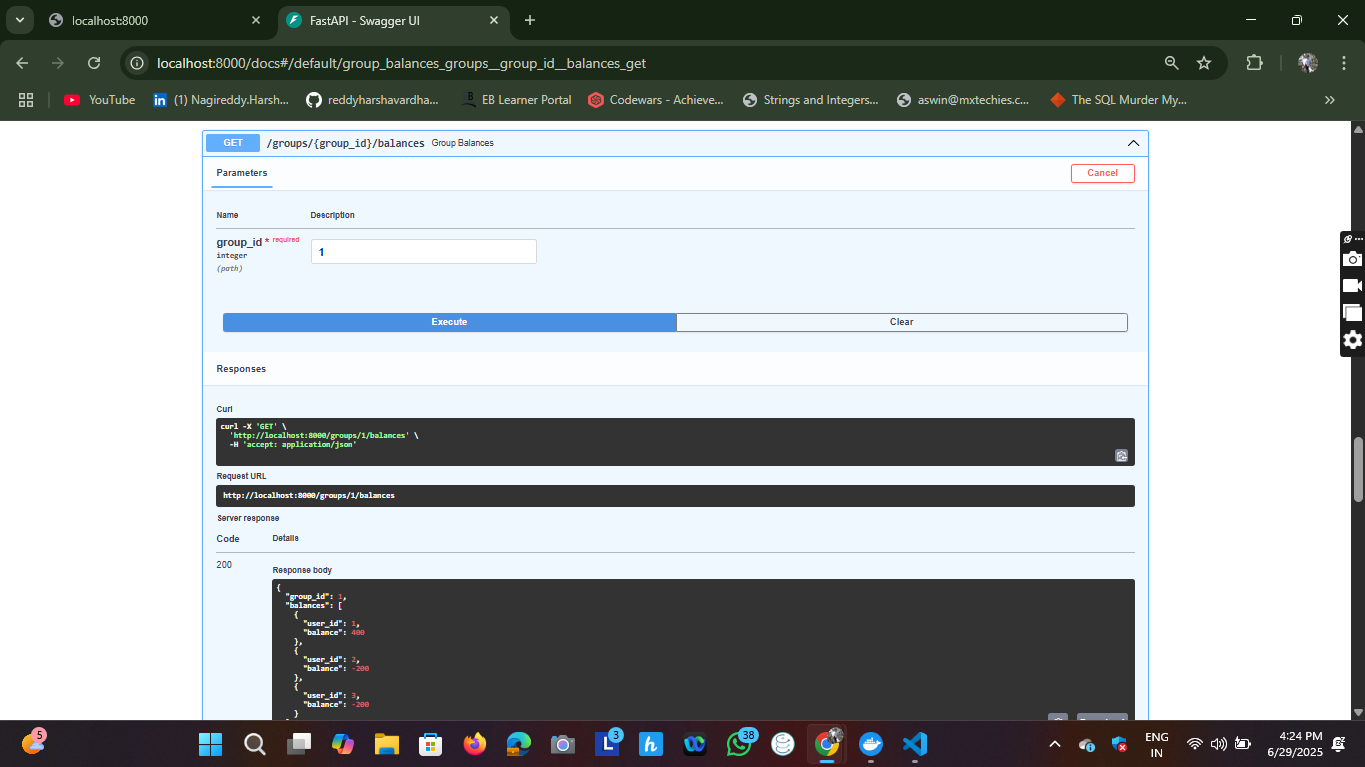 localhost:8000
FastAPI - Swagger UI
localhost:8000/docs#/default/group_balances_groups__group_id__balances_get
YouTube
(1) Nagireddy.Harsh...
reddyharshavardha...
EB Learner Portal
Codewars - Achieve...
Strings and Integers...
aswin@mxtechies.c...
The SQL Murder My...
GET /groups/{group_id}/balances Group Balances
Parameters
Cancel
Name Description
group_id * required
integer
(path)
1
Execute
Clear
Responses
Curl
curl -X 'GET' \
'http://localhost:8000/groups/1/balances' \
-H 'accept: application/json'
Request URL
http://localhost:8000/groups/1/balances
Server response
Code Details
200
Response body
{
"group_id": 1,
"balances": [
{
"user_id": 1,
"balance": 400
},
{
"user_id": 2,
"balance": -200
},
{
"user_id": 3,
"balance": -200
}
5
3
38
ENG
IN
4:24 PM
6/29/2025